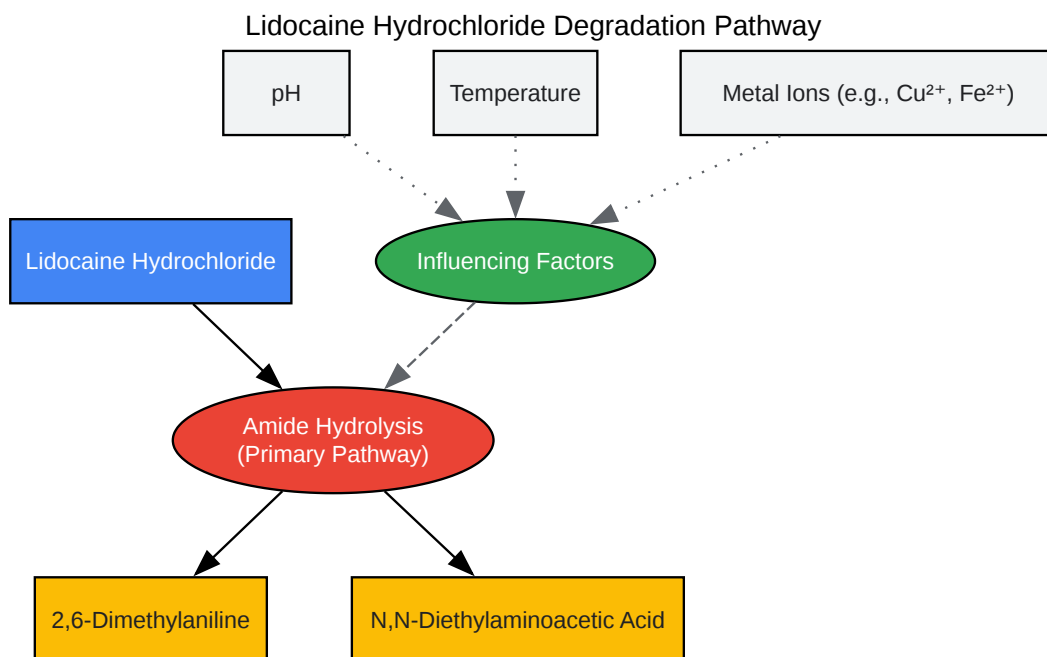 Lidocaine Hydrochloride Degradation Pathway
pH
Temperature
Metal Ions (e.g., Cu²⁺, Fe²⁺)
Lidocaine Hydrochloride
Influencing Factors
Amide Hydrolysis
(Primary Pathway)
2,6-Dimethylaniline
N,N-Diethylaminoacetic Acid